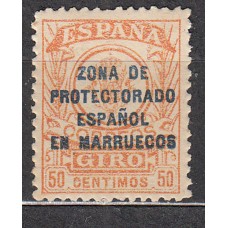 ESPAÑA
ZONA DE
PROTECTORADO
ESPAÑOL
EN MARRUECOS
GIRO
50 CENTIMOS 50